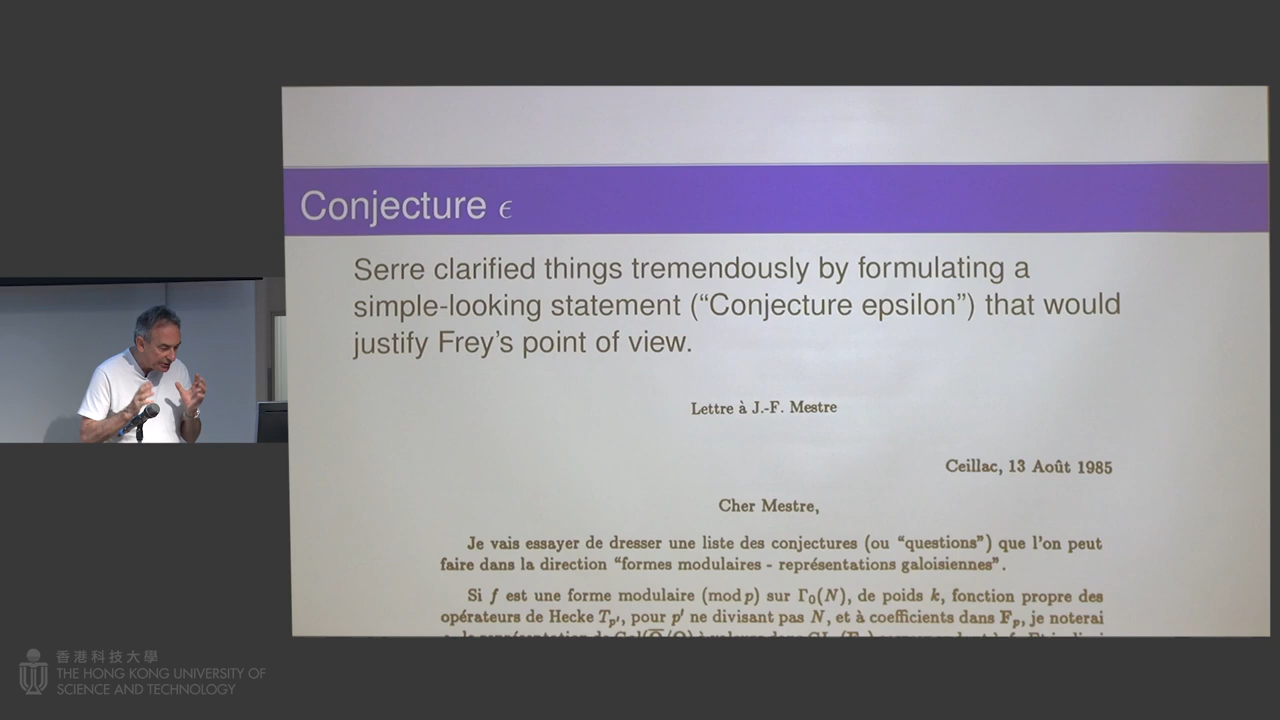 Conjecture ϵ
Serre clarified things tremendously by formulating a
simple-looking statement (“Conjecture epsilon”) that would
justify Frey’s point of view.
Lettre à J.-F. Mestre
Ceillac, 13 Août 1985
Cher Mestre,
Je vais essayer de dresser une liste des conjectures (ou “questions”) que l’on peut
faire dans la direction “formes modulaires - représentations galoisiennes”.
Si f est une forme modulaire (mod p) sur Γ₀(N), de poids k, fonction propre des
opérateurs de Hecke Tₚ′, pour p′ ne divisant pas N, et à coefficients dans Fₚ, je noterai
香港科技大學
THE HONG KONG UNIVERSITY OF
SCIENCE AND TECHNOLOGY